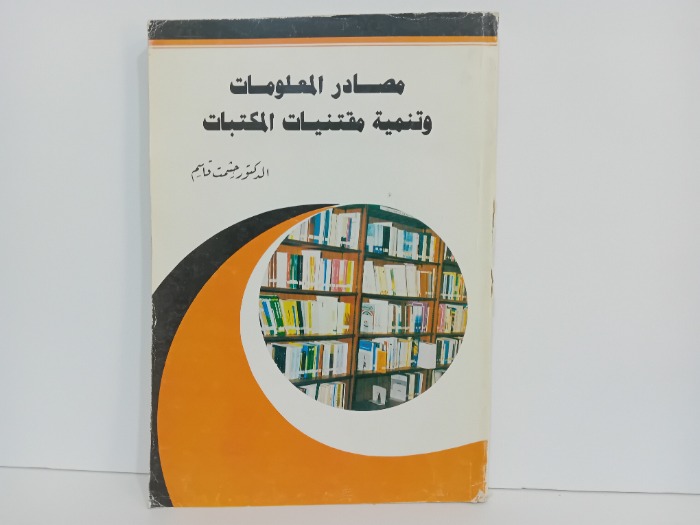 مصادر المعلومات
وتنمية مقتنيات المكتبات
الدكتور حشمت قاسم